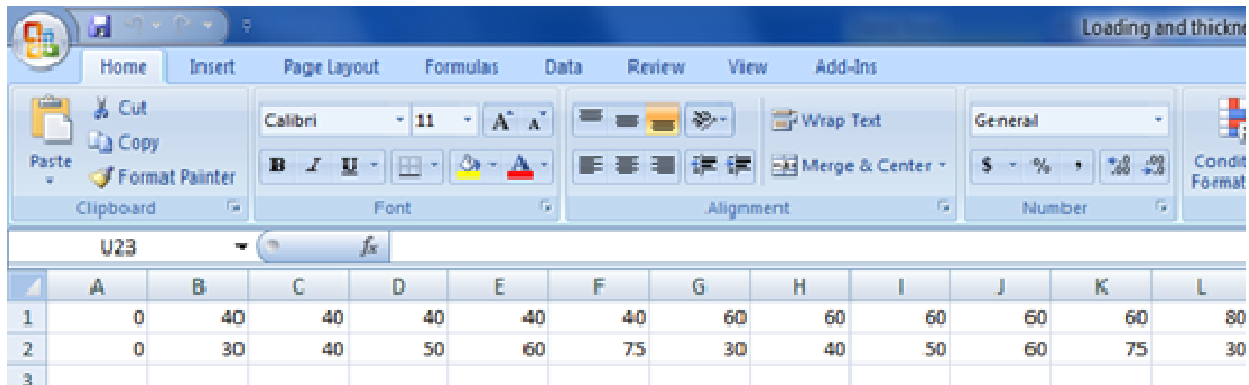 Loading and thickne
Home Insert Page Layout Formulas Data Review View Add-Ins
Cut
Copy
Paste
Format Painter
Calibri 11 A A
B I U A
Wrap Text
Merge & Center
General
$ % ,
Condit
Format
Clipboard Font Alignment Number
U23 fx
A B C D E F G H I J K L
1 0 40 40 40 40 40 60 60 60 60 60 80
2 0 30 40 50 60 75 30 40 50 60 75 30
3